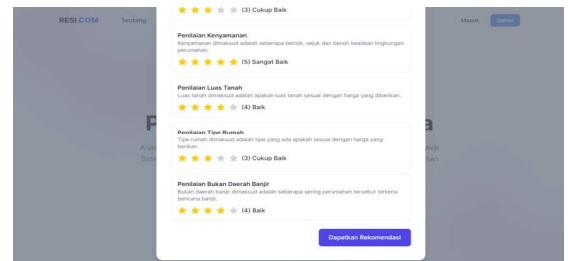 RESI COM
Tentang
Masuk
Daftar
(3) Cukup Baik
Penilaian Kenyamanan
Kenyamanan dimaksud adalah seberapa berisik, sejuk dan bersih keadaan lingkungan
perumahan.
(5) Sangat Baik
Penilaian Luas Tanah
Luas tanah dimaksud adalah apakah luas tanah sesuai dengan harga yang diberikan.
(4) Baik
Penilaian Tipe Rumah
Tipe rumah dimaksud adalah tipe yang ada apakah sesuai dengan harga yang
berikan.
(3) Cukup Baik
Penilaian Bukan Daerah Banjir
Bukan daerah banjir dimaksud adalah seberapa sering perumahan tersebut terkena
bencana banjir.
(4) Baik
Dapatkan Rekomendasi